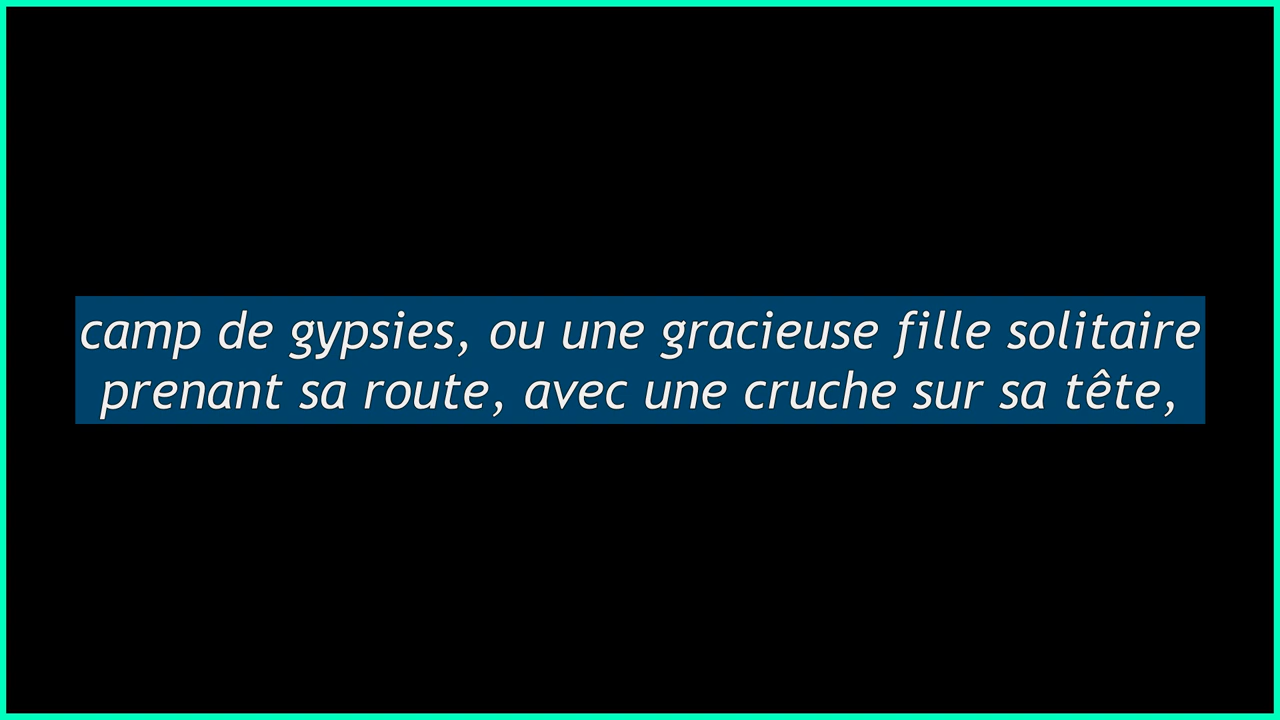 camp de gypsies, ou une gracieuse fille solitaire
prenant sa route, avec une cruche sur sa tête,